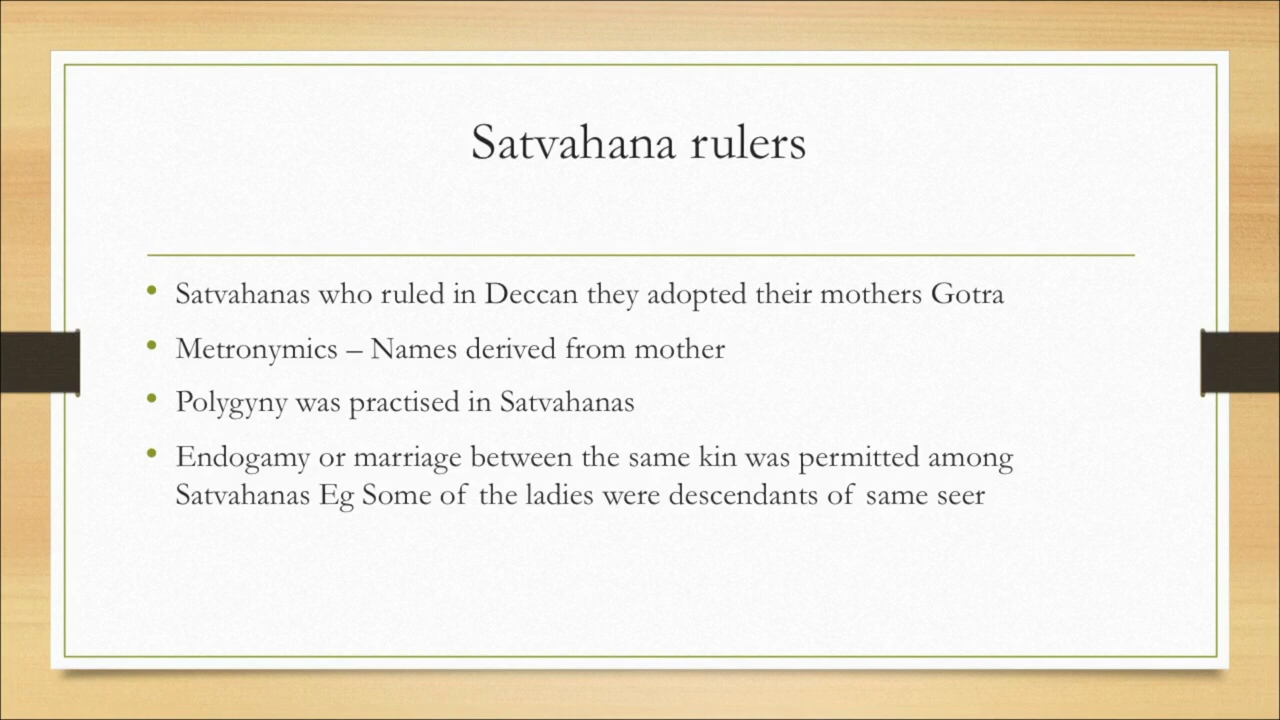 Satvahana rulers
• Satvahanas who ruled in Deccan they adopted their mothers Gotra
• Metronymics – Names derived from mother
• Polygyny was practised in Satvahanas
• Endogamy or marriage between the same kin was permitted among
Satvahanas Eg Some of the ladies were descendants of same seer